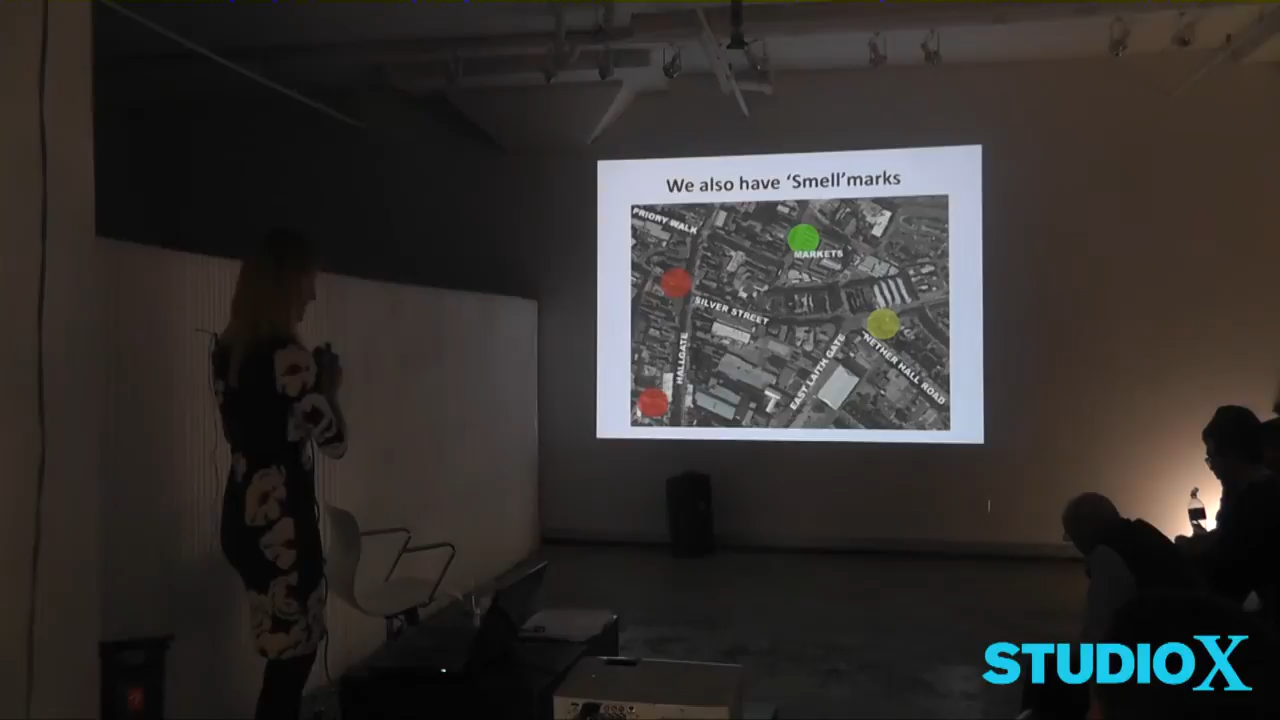 We also have ‘Smell’marks
PRIORY WALK
MARKETS
SILVER STREET
HALLGATE
EAST LAITH GATE
NETHER HALL ROAD
STUDIOX